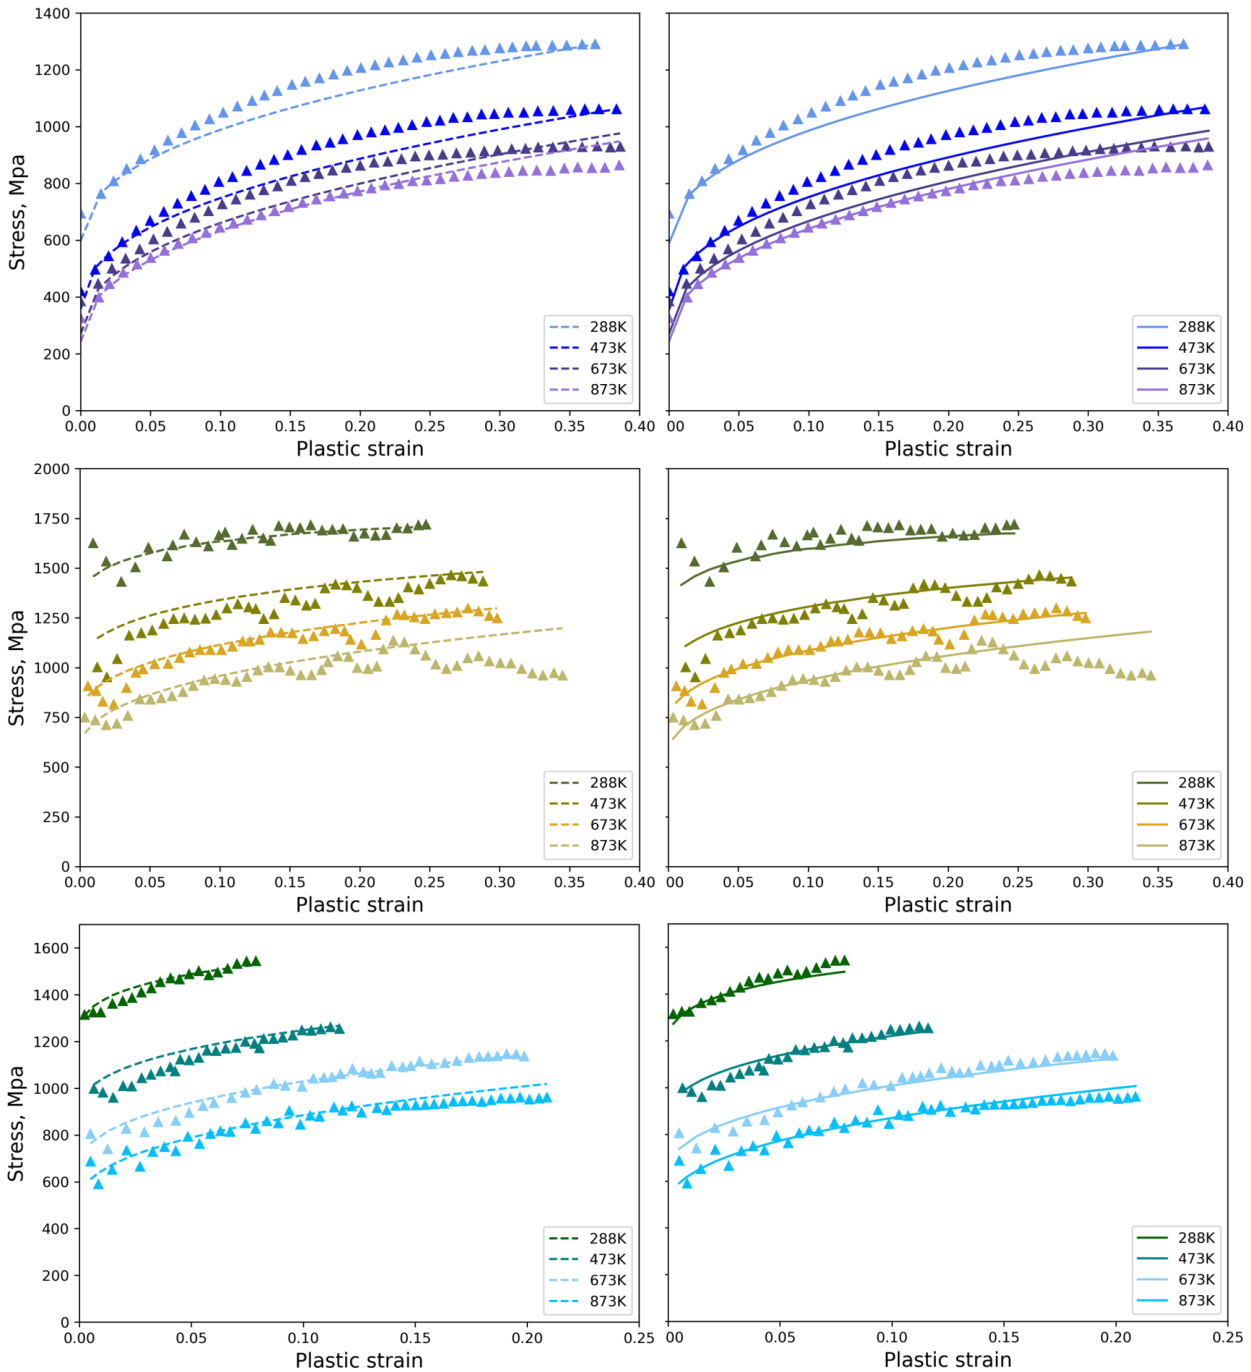 1400
1200
1000
800
600
400
200
0
Stress, Mpa
0.00 0.05 0.10 0.15 0.20 0.25 0.30 0.35 0.40
Plastic strain
288K
473K
673K
873K
00 0.05 0.10 0.15 0.20 0.25 0.30 0.35 0.40
Plastic strain
288K
473K
673K
873K
2000
1750
1500
1250
1000
750
500
250
0
Stress, Mpa
0.00 0.05 0.10 0.15 0.20 0.25 0.30 0.35 0.40
Plastic strain
288K
473K
673K
873K
00 0.05 0.10 0.15 0.20 0.25 0.30 0.35 0.40
Plastic strain
288K
473K
673K
873K
1600
1400
1200
1000
800
600
400
200
0
Stress, Mpa
0.00 0.05 0.10 0.15 0.20 0.25
Plastic strain
288K
473K
673K
873K
00 0.05 0.10 0.15 0.20 0.25
Plastic strain
288K
473K
673K
873K